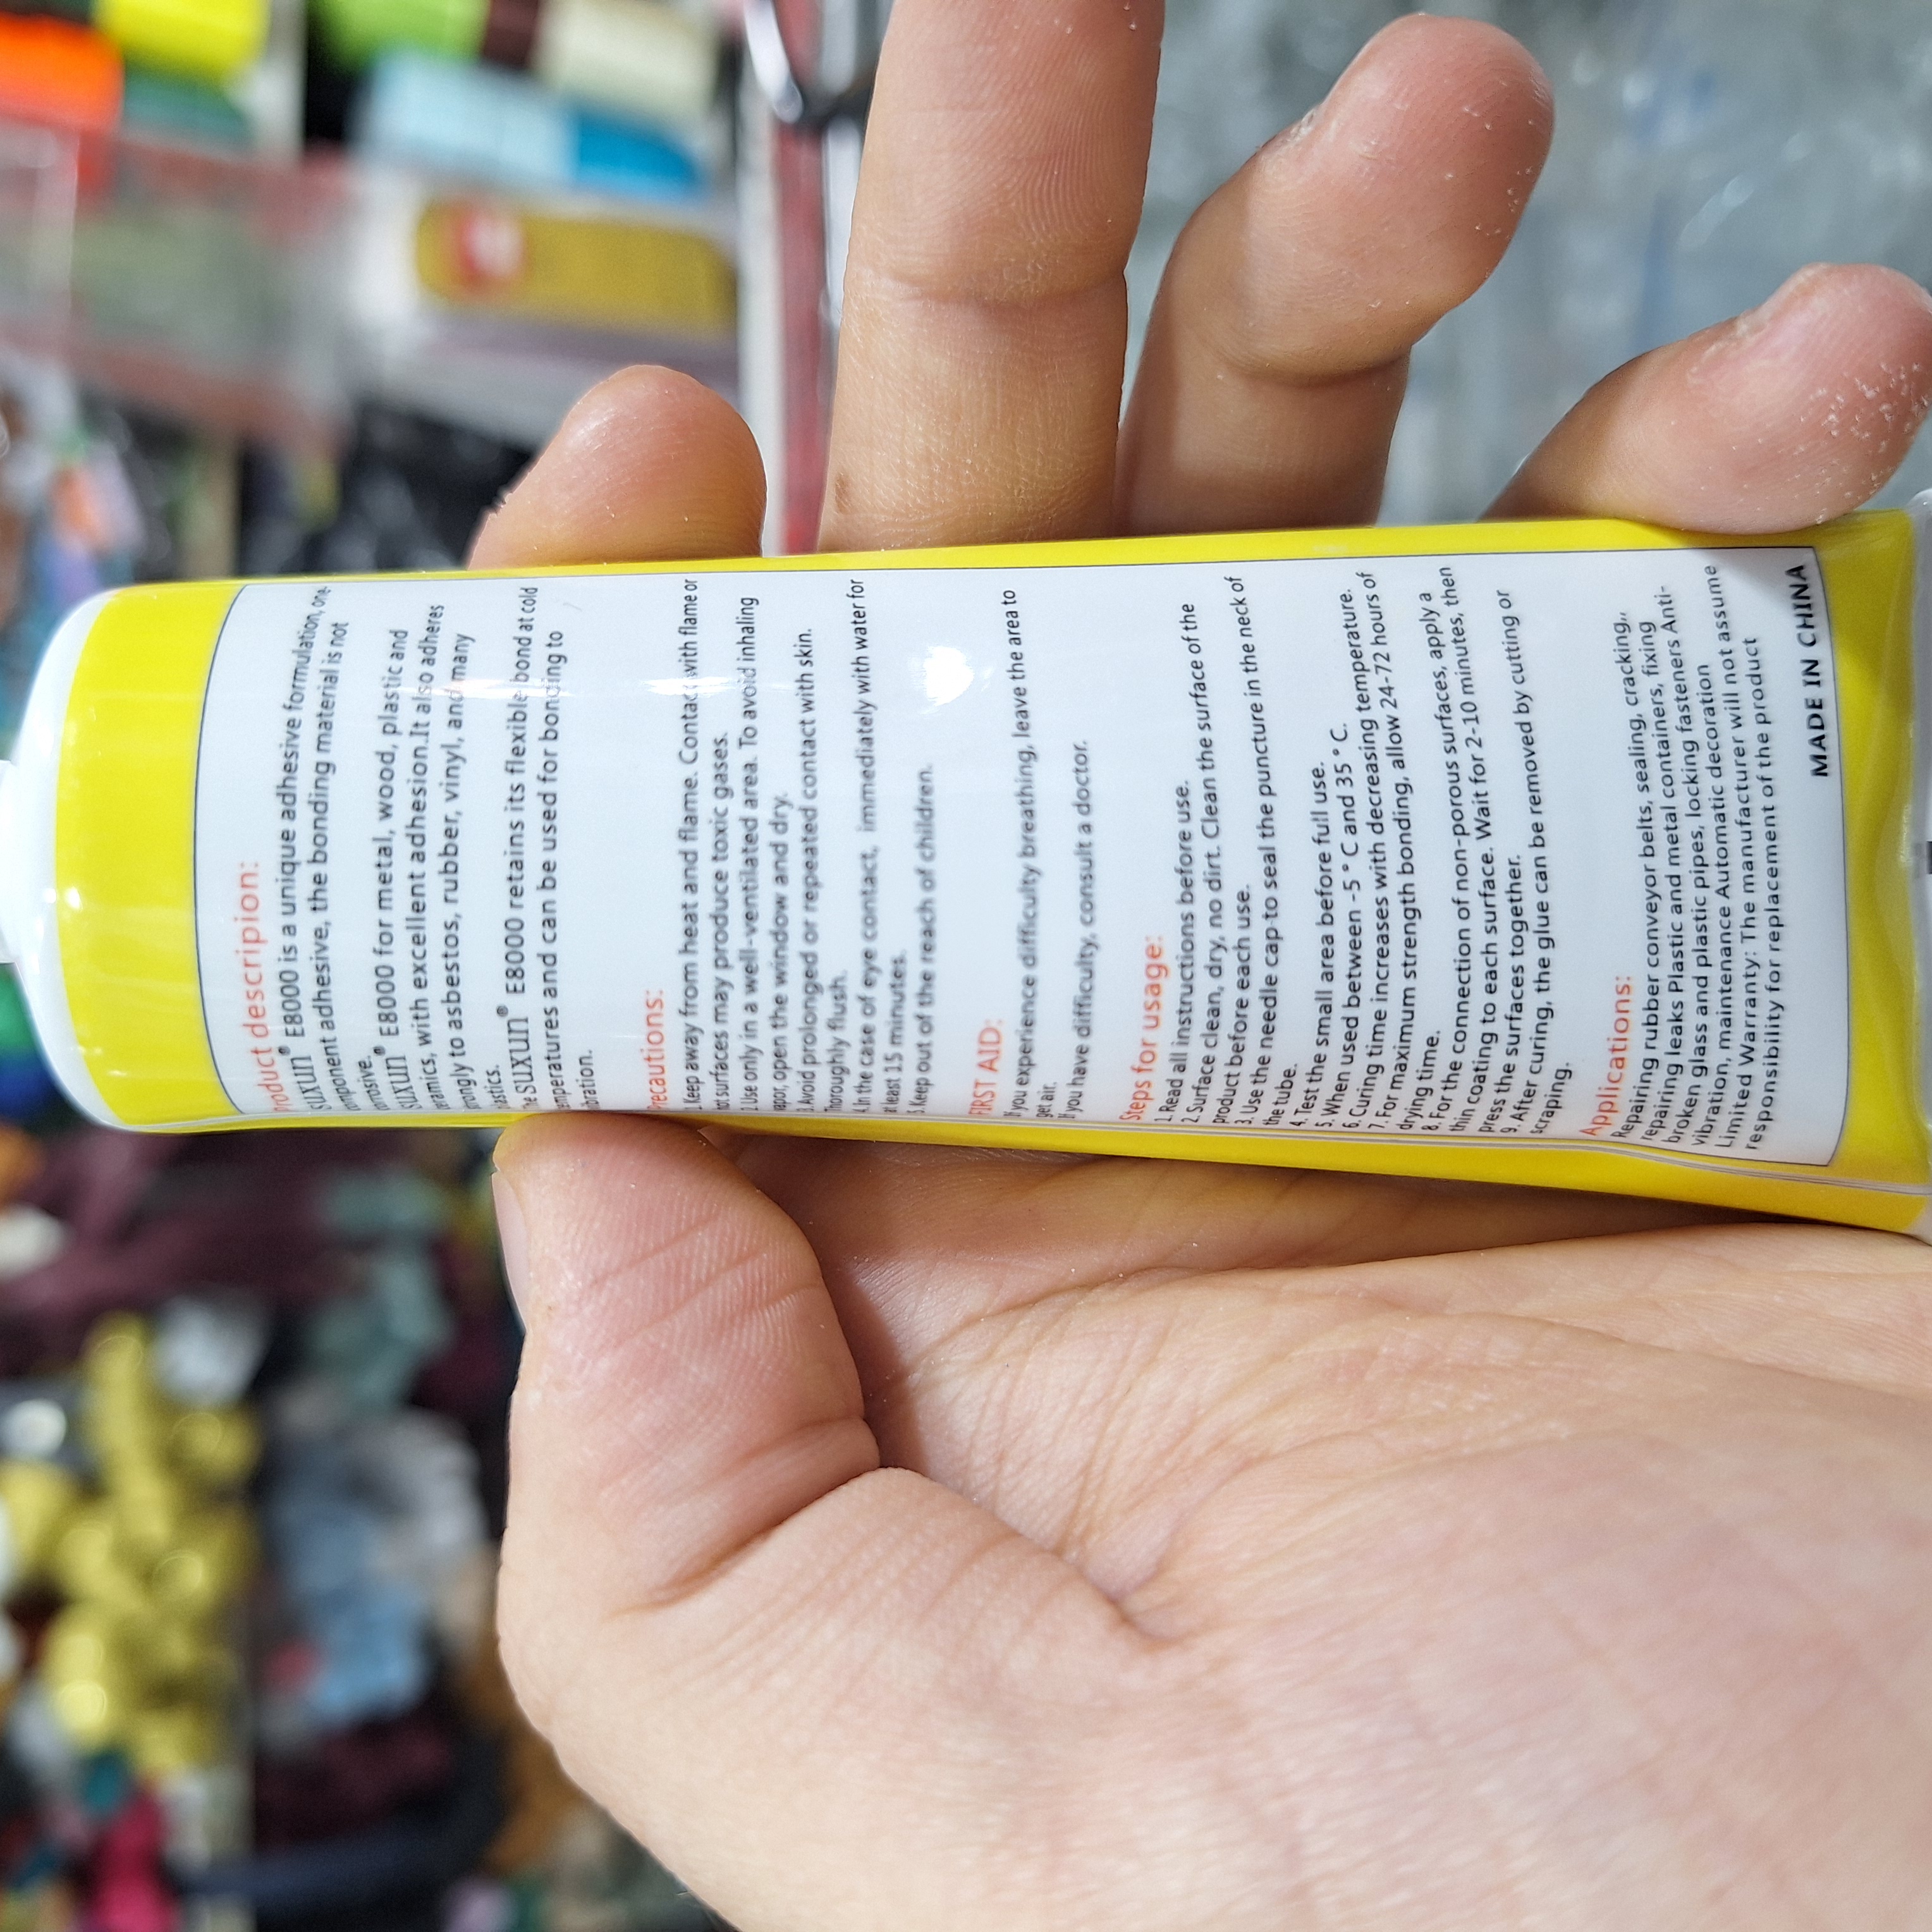 Product descripion:
SUXUN® E8000 is a unique adhesive formulation, one-
omponent adhesive, the bonding material is not
orrosive.
SUXUN® E8000 for metal, wood, plastic and
eramics, with excellent adhesion.It also adheres
rongly to asbestos, rubber, vinyl, and many
lastics.
he SUXUN® E8000 retains its flexible bond at cold
emperatures and can be used for bonding to
ibration.
Precautions:
1.Keep away from heat and flame. Contact with flame or
hot surfaces may produce toxic gases.
2.Use only in a well-ventilated area. To avoid inhaling
vapor, open the window and dry.
3.Avoid prolonged or repeated contact with skin.
Thoroughly flush.
4.In the case of eye contact, immediately with water for
at least 15 minutes.
5.Keep out of the reach of children.
FIRST AID:
If you experience difficulty breathing, leave the area to
get air.
If you have difficulty, consult a doctor.
Steps for usage:
1. Read all instructions before use.
2. Surface clean, dry, no dirt. Clean the surface of the
product before each use.
3. Use the needle cap to seal the puncture in the neck of
the tube.
4. Test the small area before full use.
5. When used between -5 ° C and 35 ° C.
6. Curing time increases with decreasing temperature.
7. For maximum strength bonding, allow 24-72 hours of
drying time.
8. For the connection of non-porous surfaces, apply a
thin coating to each surface. Wait for 2-10 minutes, then
press the surfaces together.
9. After curing, the glue can be removed by cutting or
scraping.
Applications:
Repairing rubber conveyor belts, sealing, cracking,,
repairing leaks Plastic and metal containers, fixing
broken glass and plastic pipes, locking fasteners Anti-
vibration, maintenance Automatic decoration
Limited Warranty: The manufacturer will not assume
responsibility for replacement of the product
MADE IN CHINA